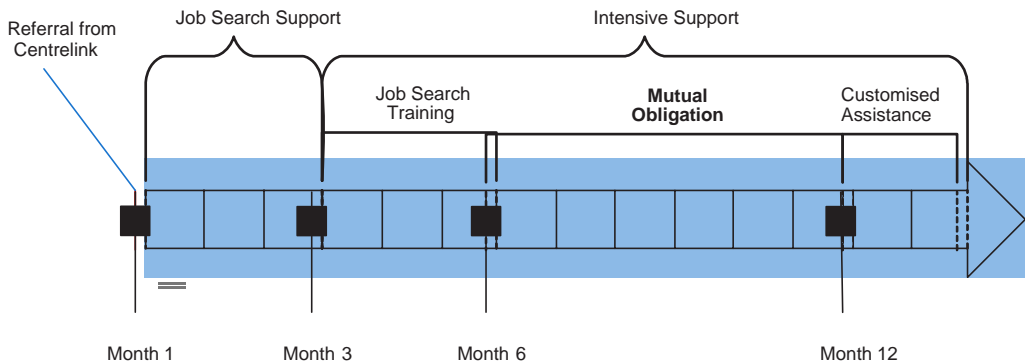 Job Search Support
Intensive Support
Referral from
Centrelink
Job Search
Training
Mutual
Obligation
Customised
Assistance
Month 1
Month 3
Month 6
Month 12